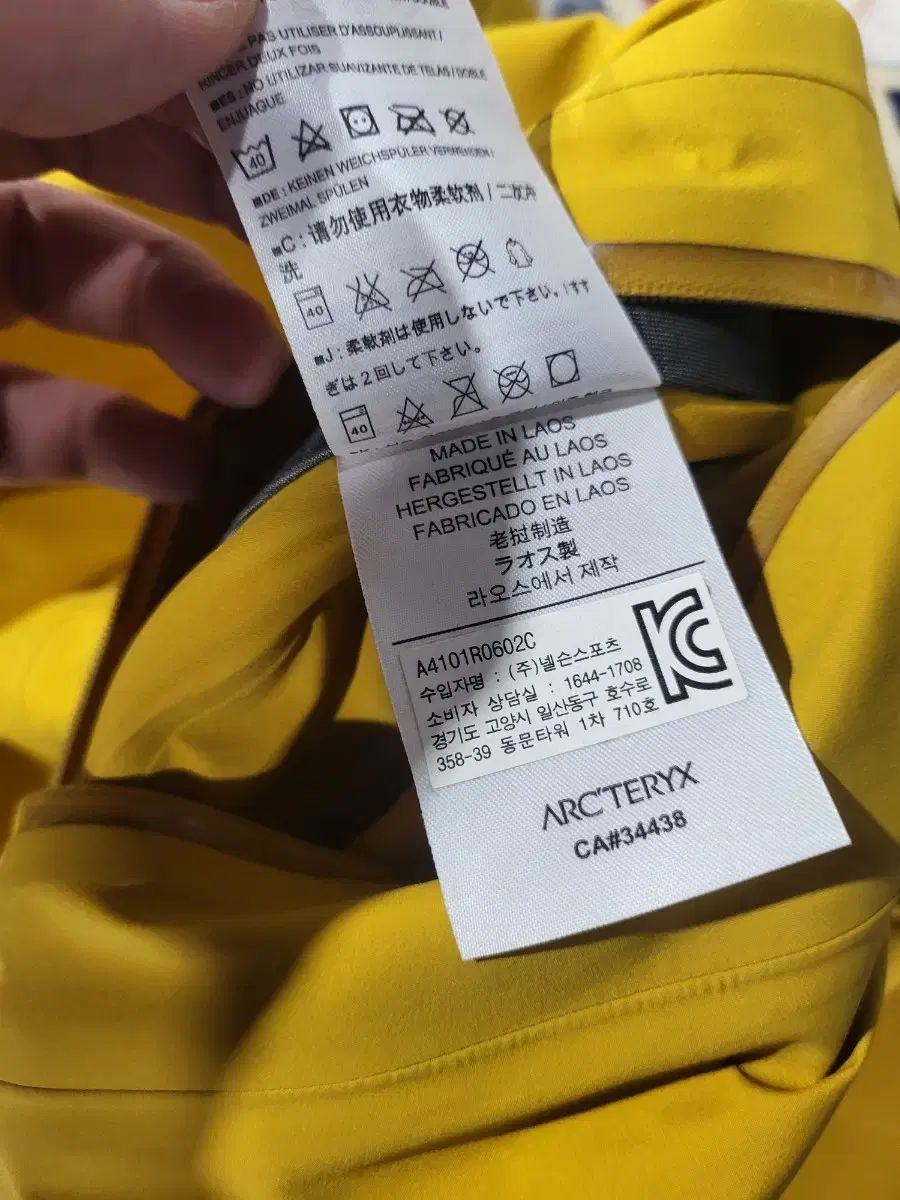 PAS UTILISER D'ASSOUPLISSANT /
RINCER DEUX FOIS
■ES: NO UTILIZAR SUAVIZANTE DE TELAS / DOBLE
ENJUAGUE
40
■DE: KEINEN WEICHSPÜLER VERWENDEN /
ZWEIMAL SPÜLEN
■C: 请勿使用衣物柔软剂 / 二次冲
洗
40
■J: 柔軟剤は使用しないで下さい。/すす
ぎは2回して下さい。
40
MADE IN LAOS
FABRIQUÉ AU LAOS
HERGESTELLT IN LAOS
FABRICADO EN LAOS
老挝制造
ラオス製
라오스에서 제작
A4101R0602C
수입자명 : (주)넬슨스포츠
소비자 상담실 : 1644-1708
경기도 고양시 일산동구 호수로
358-39 동문타워 1차 710호
ARC'TERYX
CA#34438